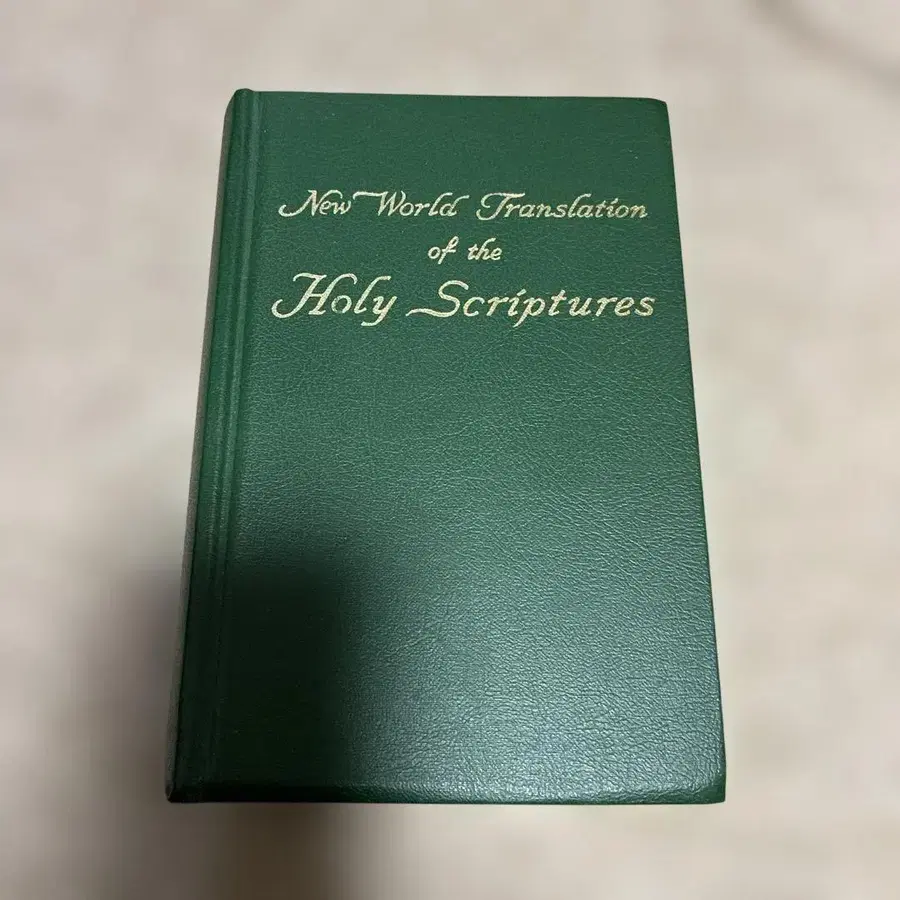 New World Translation
of the
Holy Scriptures